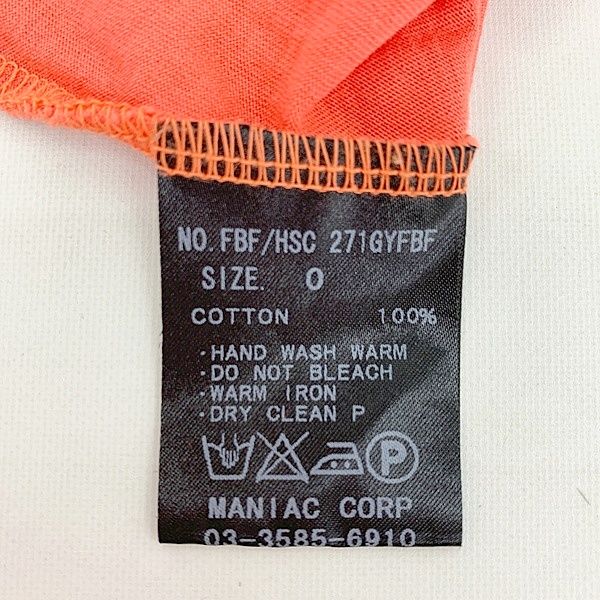 NO. FBF/HSC 271GYFBF
SIZE. 0
COTTON 100%
・HAND WASH WARM
・DO NOT BLEACH
・WARM IRON
・DRY CLEAN P
P
MANIAC CORP
03-3585-6910